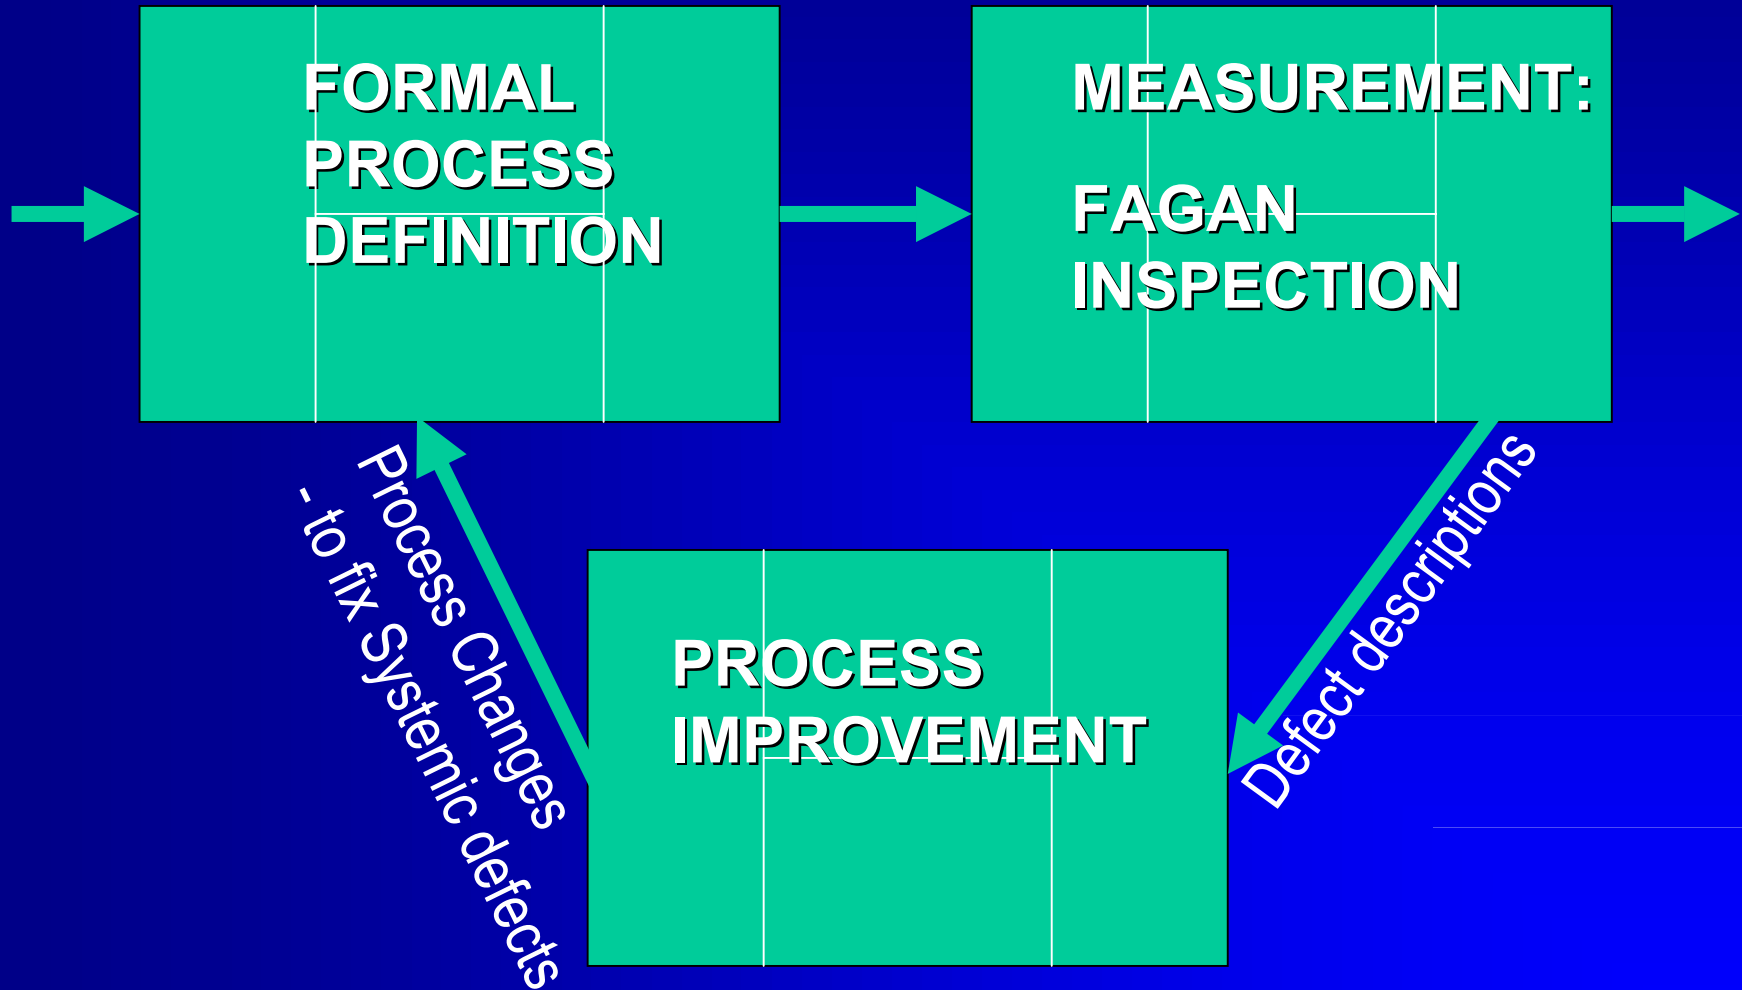 FORMAL
PROCESS
DEFINITION
MEASUREMENT:
FAGAN
INSPECTION
Process Changes
- to fix Systemic defects
Defect descriptions
PROCESS
IMPROVEMENT